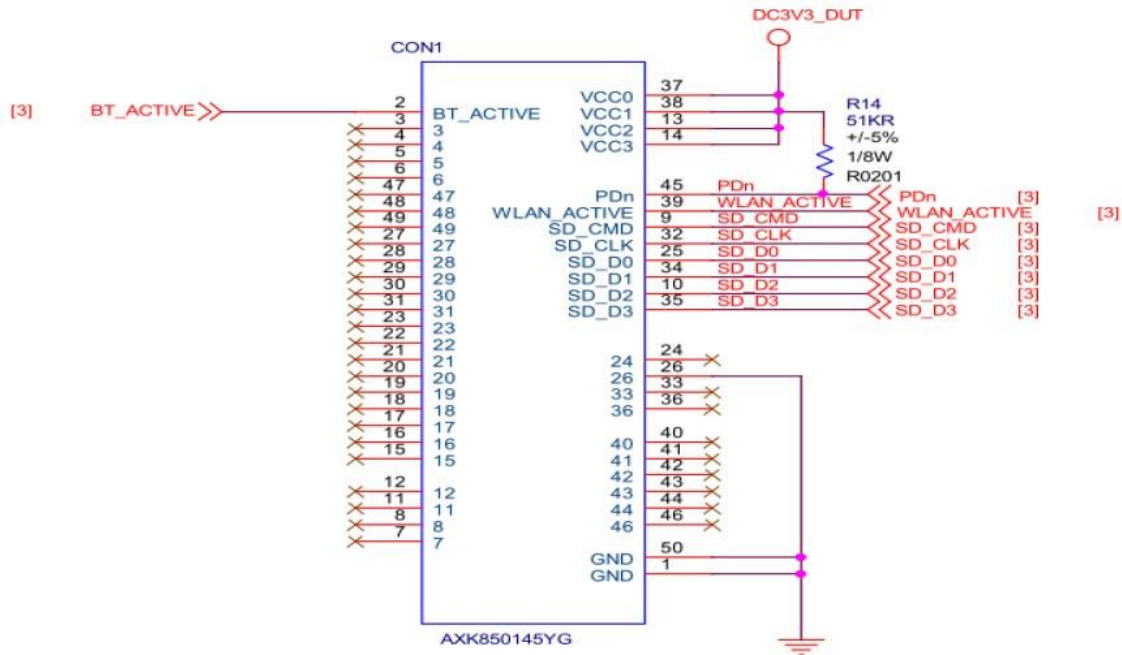 DC3V3_DUT
CON1
[3] BT_ACTIVE
2 BT_ACTIVE
3 3
4 4
5 5
6 6
47 47
48 48
49 49
27 27
28 28
29 29
30 30
31 31
23 23
22 22
21 21
20 20
19 19
18 18
17 17
16 16
15 15
12 12
11 11
8 8
7 7
VCC0 37
VCC1 38
VCC2 13
VCC3 14
R14
51KR
+/-5%
1/8W
R0201
PDn 45 PDn PDn [3]
WLAN_ACTIVE 39 WLAN_ACTIVE WLAN_ACTIVE [3]
SD_CMD 9 SD_CMD SD_CMD [3]
SD_CLK 32 SD_CLK SD_CLK [3]
SD_D0 25 SD_D0 SD_D0 [3]
SD_D1 34 SD_D1 SD_D1 [3]
SD_D2 10 SD_D2 SD_D2 [3]
SD_D3 35 SD_D3 SD_D3 [3]
24 24
26 26
33 33
36 36
40 40
41 41
42 42
43 43
44 44
46 46
GND 50
GND 1
AXK850145YG